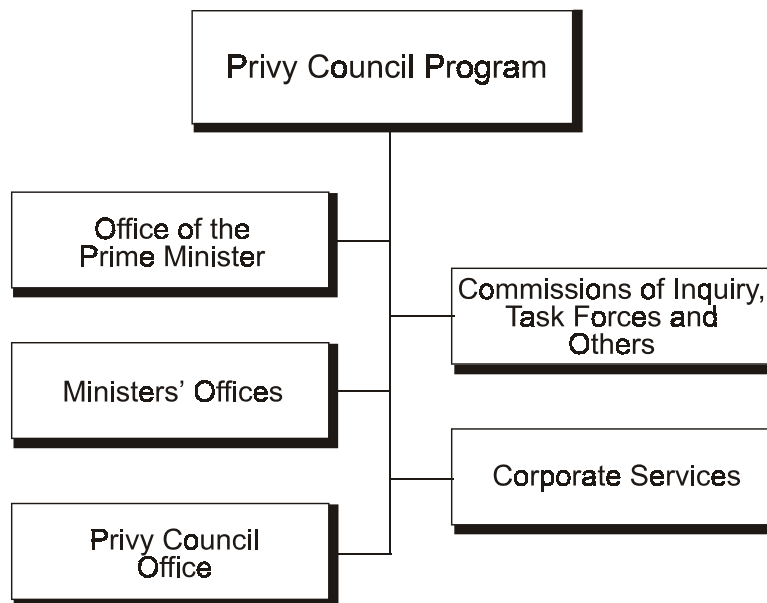 Privy Council Program
Office of the
Prime Minister
Commissions of Inquiry,
Task Forces and
Others
Ministers’ Offices
Corporate Services
Privy Council
Office